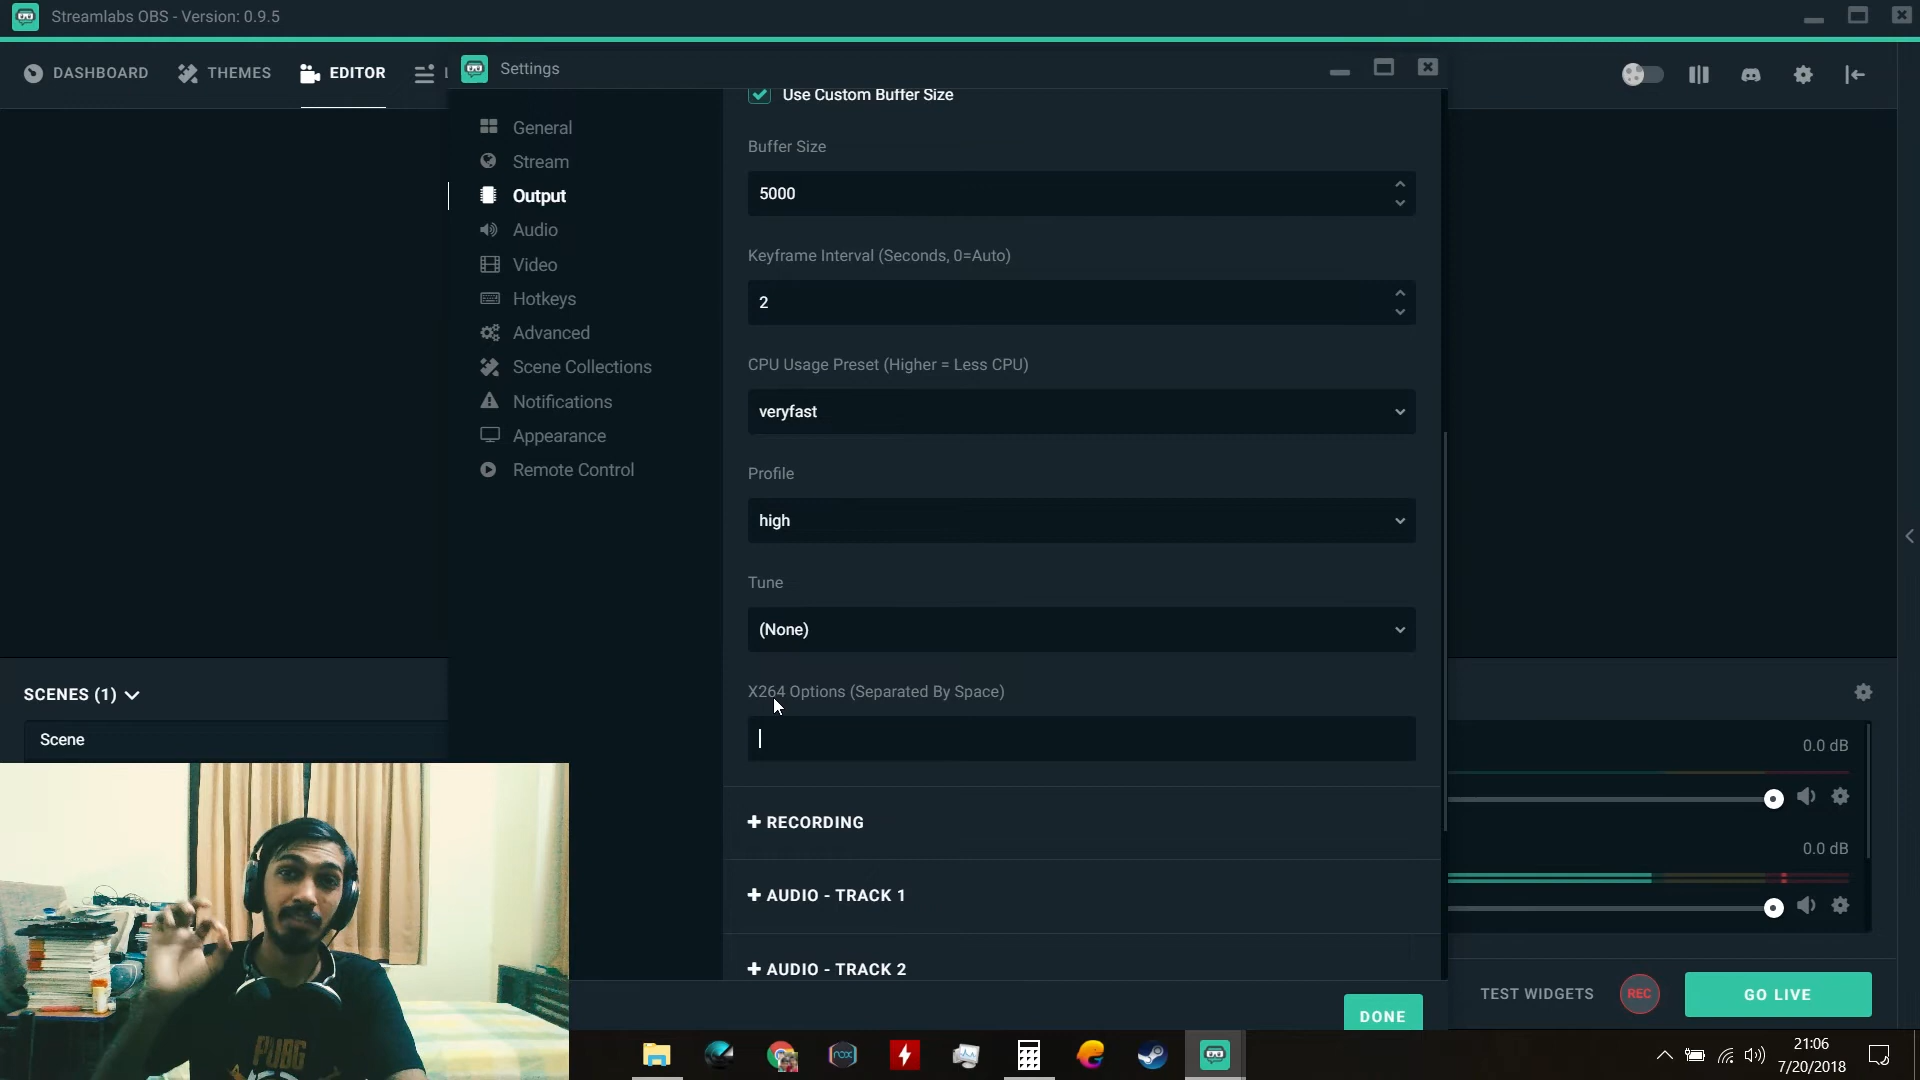 Streamlabs OBS - Version: 0.9.5
DASHBOARD
THEMES
EDITOR
L
Settings
General
Stream
Output
Audio
Video
Hotkeys
Advanced
Scene Collections
Notifications
Appearance
Remote Control
Use Custom Buffer Size
Buffer Size
5000
Keyframe Interval (Seconds, 0=Auto)
2
CPU Usage Preset (Higher = Less CPU)
veryfast
Profile
high
Tune
(None)
X264 Options (Separated By Space)
+ RECORDING
+ AUDIO - TRACK 1
+ AUDIO - TRACK 2
DONE
SCENES (1)
Scene
0.0 dB
0.0 dB
TEST WIDGETS
REC
GO LIVE
PUBG
nox
21:06
7/20/2018